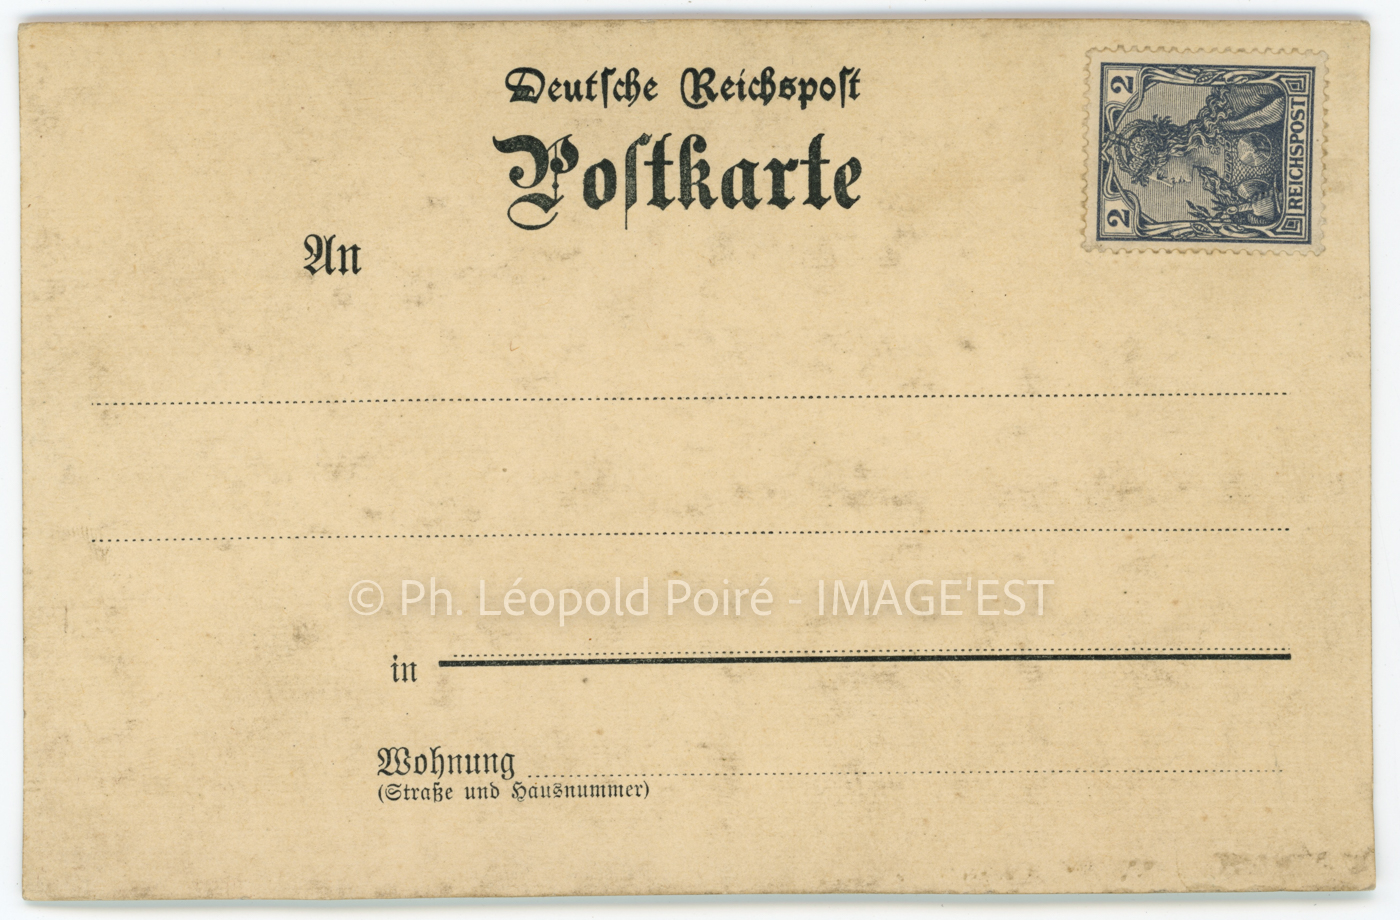 Deutsche Reichspost
Postkarte
2 2
REICHSPOST
An
© Ph. Léopold Poiré - IMAGE'EST
in
Wohnung
(Straße und Hausnummer)